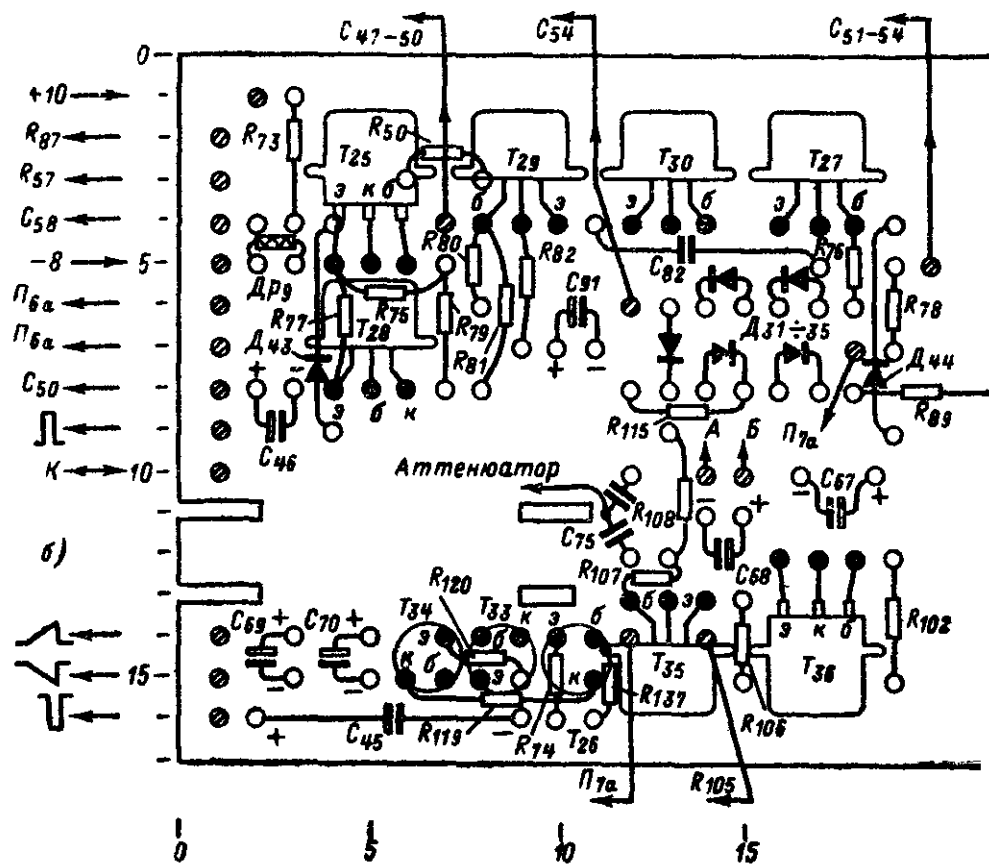 C47-50 C54 C51-54
0
+10
R87 R73 R50
R57 T25 T29 T30 T27
э к б б э э б э б
C58
R80 R82 R76
-8 5
C82
Др9 C91
П6а R77 R75 R79 Д31÷35 R78
П6а Д43 T28 R81 Д44
+ - + -
C50 э б к
R115 А Б П7а R89
C46
К 10 Аттенюатор
C67
- + - +
R108
б) C75
R107 C68
R120
T34 T33 к б б э
C69 + C70 + э б э э к б R102
к б э к T35 T36
15 - -
R137
+ C45 R119 - R74 T26 R106
П7а R105
0 5 10 15